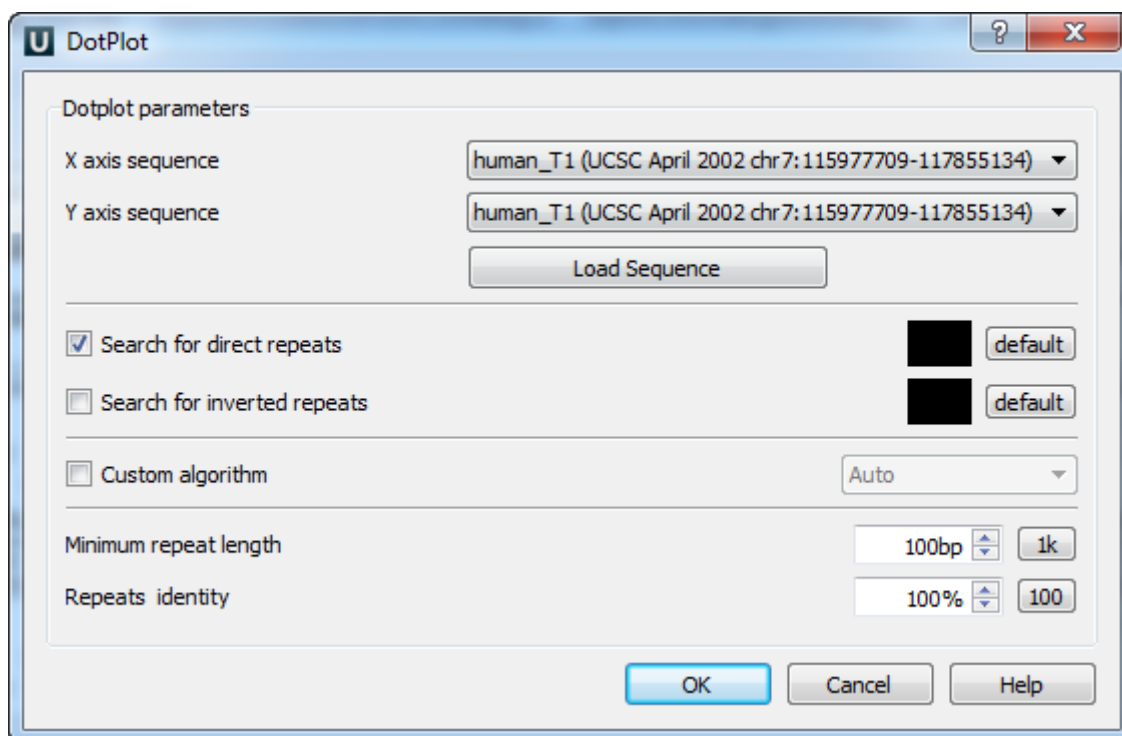 U DotPlot ?
Dotplot parameters
X axis sequence human_T1 (UCSC April 2002 chr7:115977709-117855134)
Y axis sequence human_T1 (UCSC April 2002 chr7:115977709-117855134)
Load Sequence
Search for direct repeats default
Search for inverted repeats default
Custom algorithm Auto
Minimum repeat length 100bp 1k
Repeats identity 100% 100
OK Cancel Help